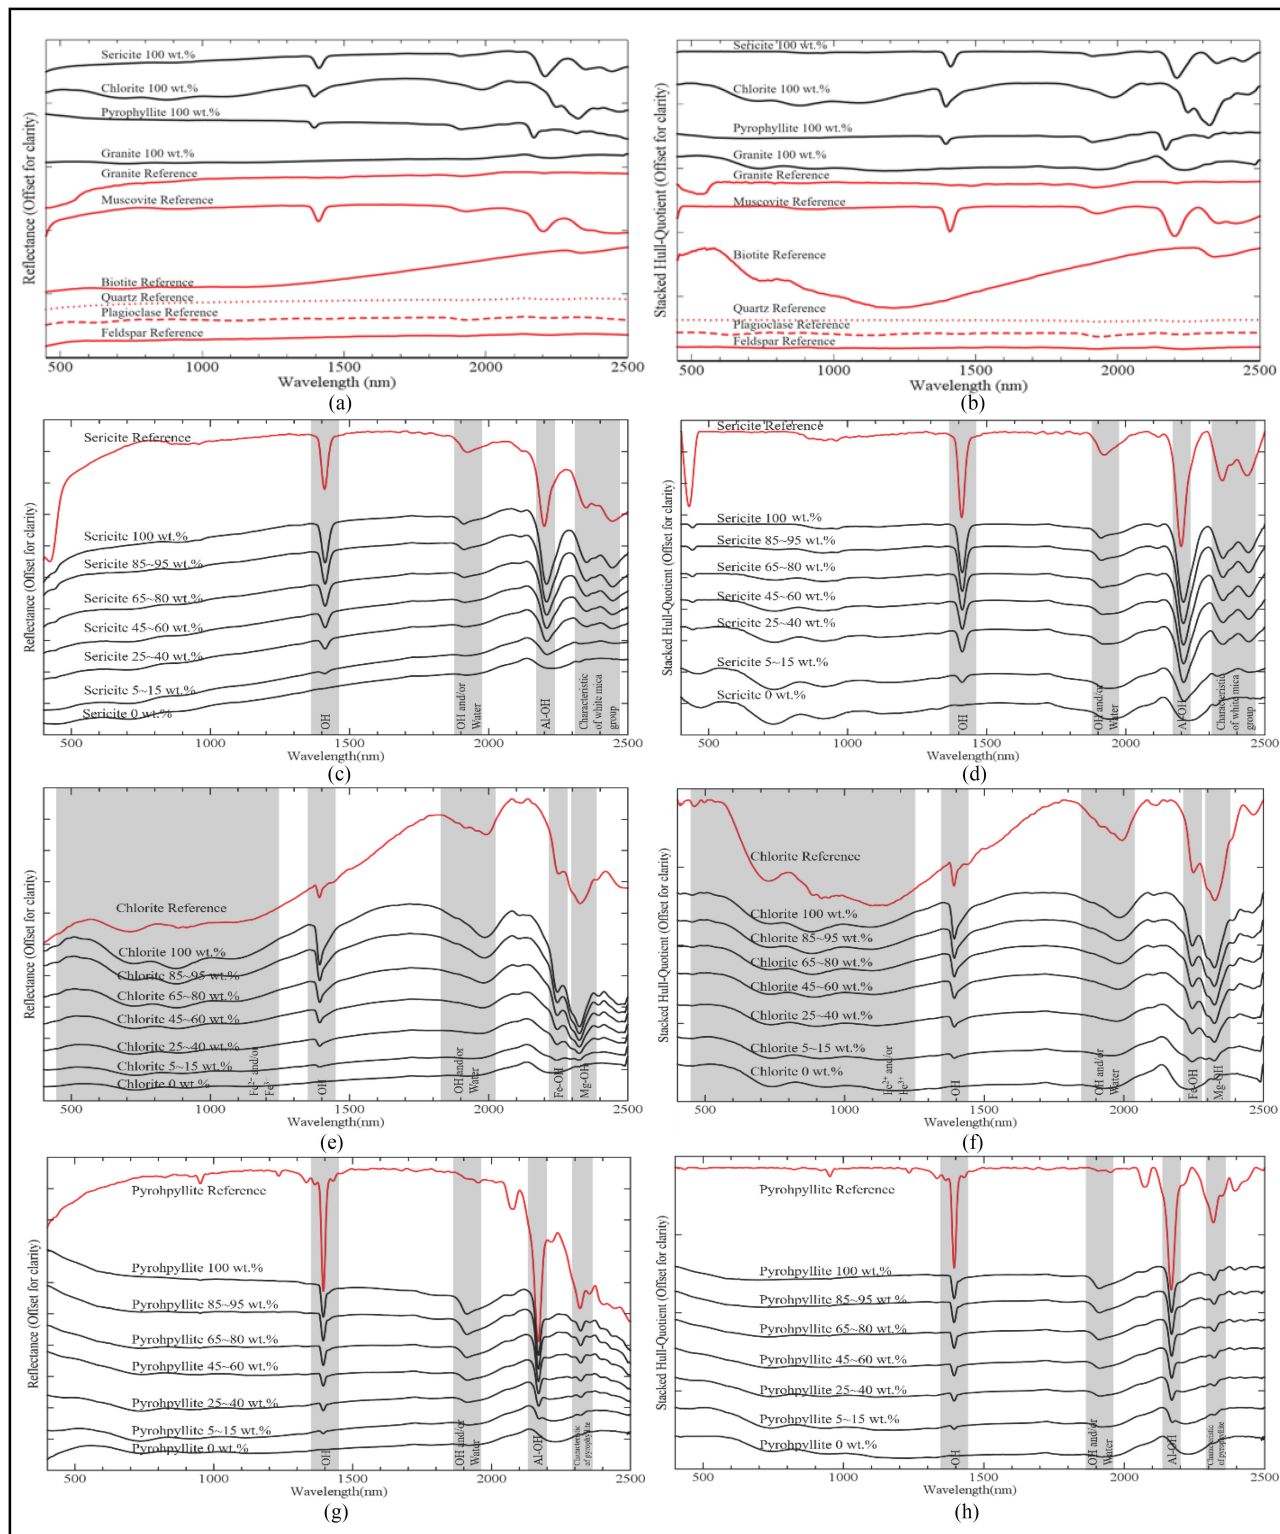 Sericite 100 wt.%
Chlorite 100 wt.%
Pyrophyllite 100 wt.%
Granite 100 wt.%
Granite Reference
Muscovite Reference
Biotite Reference
Quartz Reference
Plagioclase Reference
Feldspar Reference
Reflectance (Offset for clarity)
500 1000 1500 2000 2500
Wavelength (nm)
(a)
Sericite 100 wt.%
Chlorite 100 wt.%
Pyrophyllite 100 wt.%
Granite 100 wt.%
Granite Reference
Muscovite Reference
Biotite Reference
Quartz Reference
Plagioclase Reference
Feldspar Reference
Stacked Hull-Quotient (Offset for clarity)
500 1000 1500 2000 2500
Wavelength (nm)
(b)
Sericite Reference
Sericite 100 wt.%
Sericite 85~95 wt.%
Sericite 65~80 wt.%
Sericite 45~60 wt.%
Sericite 25~40 wt.%
Sericite 5~15 wt.%
Sericite 0 wt.%
OH
OH and/or
Water
Al-OH
Characteristic
of white mica
group
Reflectance (Offset for clarity)
500 1000 1500 2000 2500
Wavelength(nm)
(c)
Sericite Reference
Sericite 100 wt.%
Sericite 85~95 wt.%
Sericite 65~80 wt.%
Sericite 45~60 wt.%
Sericite 25~40 wt.%
Sericite 5~15 wt.%
Sericite 0 wt.%
OH
OH and/or
Water
Al-OH
Characteristic
of white mica
group
Stacked Hull-Quotient (Offset for clarity)
500 1000 1500 2000 2500
Wavelength(nm)
(d)
Chlorite Reference
Chlorite 100 wt.%
Chlorite 85~95 wt.%
Chlorite 65~80 wt.%
Chlorite 45~60 wt.%
Chlorite 25~40 wt.%
Chlorite 5~15 wt.%
Chlorite 0 wt.%
Fe²⁺ and/or
Fe³⁺
OH
OH and/or
Water
Fe-OH
Mg-OH
Reflectance (Offset for clarity)
500 1000 1500 2000 2500
Wavelength(nm)
(e)
Chlorite Reference
Chlorite 100 wt.%
Chlorite 85~95 wt.%
Chlorite 65~80 wt.%
Chlorite 45~60 wt.%
Chlorite 25~40 wt.%
Chlorite 5~15 wt.%
Chlorite 0 wt.%
Fe²⁺ and/or
Fe³⁺
OH
OH and/or
Water
Fe-OH
Mg-OH
Stacked Hull-Quotient (Offset for clarity)
500 1000 1500 2000 2500
Wavelength(nm)
(f)
Pyrohpyllite Reference
Pyrohpyllite 100 wt.%
Pyrohpyllite 85~95 wt.%
Pyrohpyllite 65~80 wt.%
Pyrohpyllite 45~60 wt.%
Pyrohpyllite 25~40 wt.%
Pyrohpyllite 5~15 wt.%
Pyrohpyllite 0 wt.%
OH
OH and/or
Water
Al-OH
Characteristic
of pyrophyllite
Reflectance (Offset for clarity)
500 1000 1500 2000 2500
Wavelength(nm)
(g)
Pyrohpyllite Reference
Pyrohpyllite 100 wt.%
Pyrohpyllite 85~95 wt.%
Pyrohpyllite 65~80 wt.%
Pyrohpyllite 45~60 wt.%
Pyrohpyllite 25~40 wt.%
Pyrohpyllite 5~15 wt.%
Pyrohpyllite 0 wt.%
OH
OH and/or
Water
Al-OH
Characteristic
of pyrophyllite
Stacked Hull-Quotient (Offset for clarity)
500 1000 1500 2000 2500
Wavelength(nm)
(h)